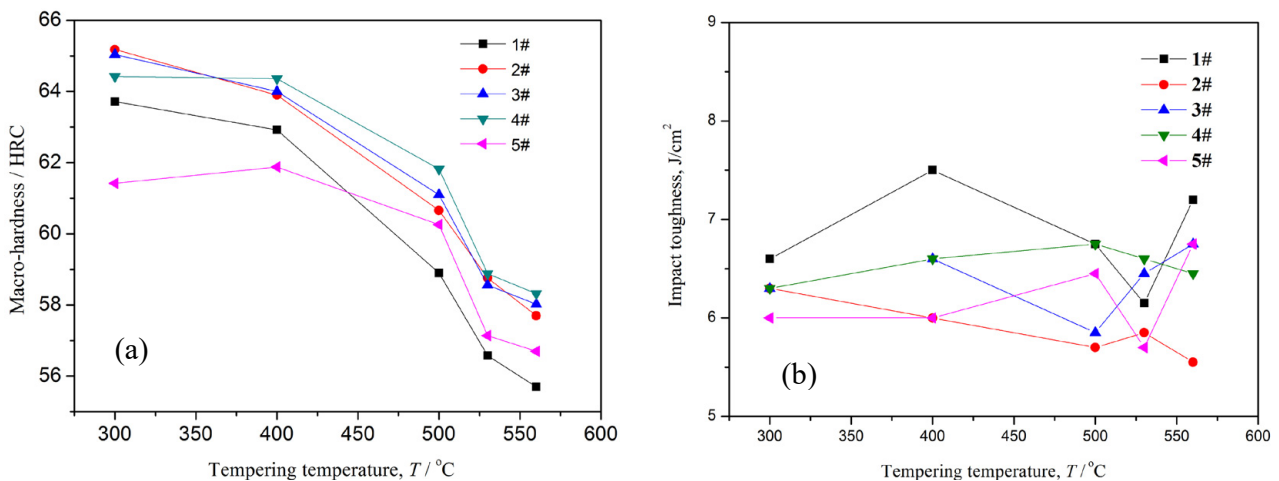 66
64
62
60
58
56
Macro-hardness / HRC
1#
2#
3#
4#
5#
(a)
300 350 400 450 500 550 600
Tempering temperature, T / °C
9
8
7
6
5
Impact toughness, J/cm²
1#
2#
3#
4#
5#
(b)
300 350 400 450 500 550 600
Tempering temperature, T / °C